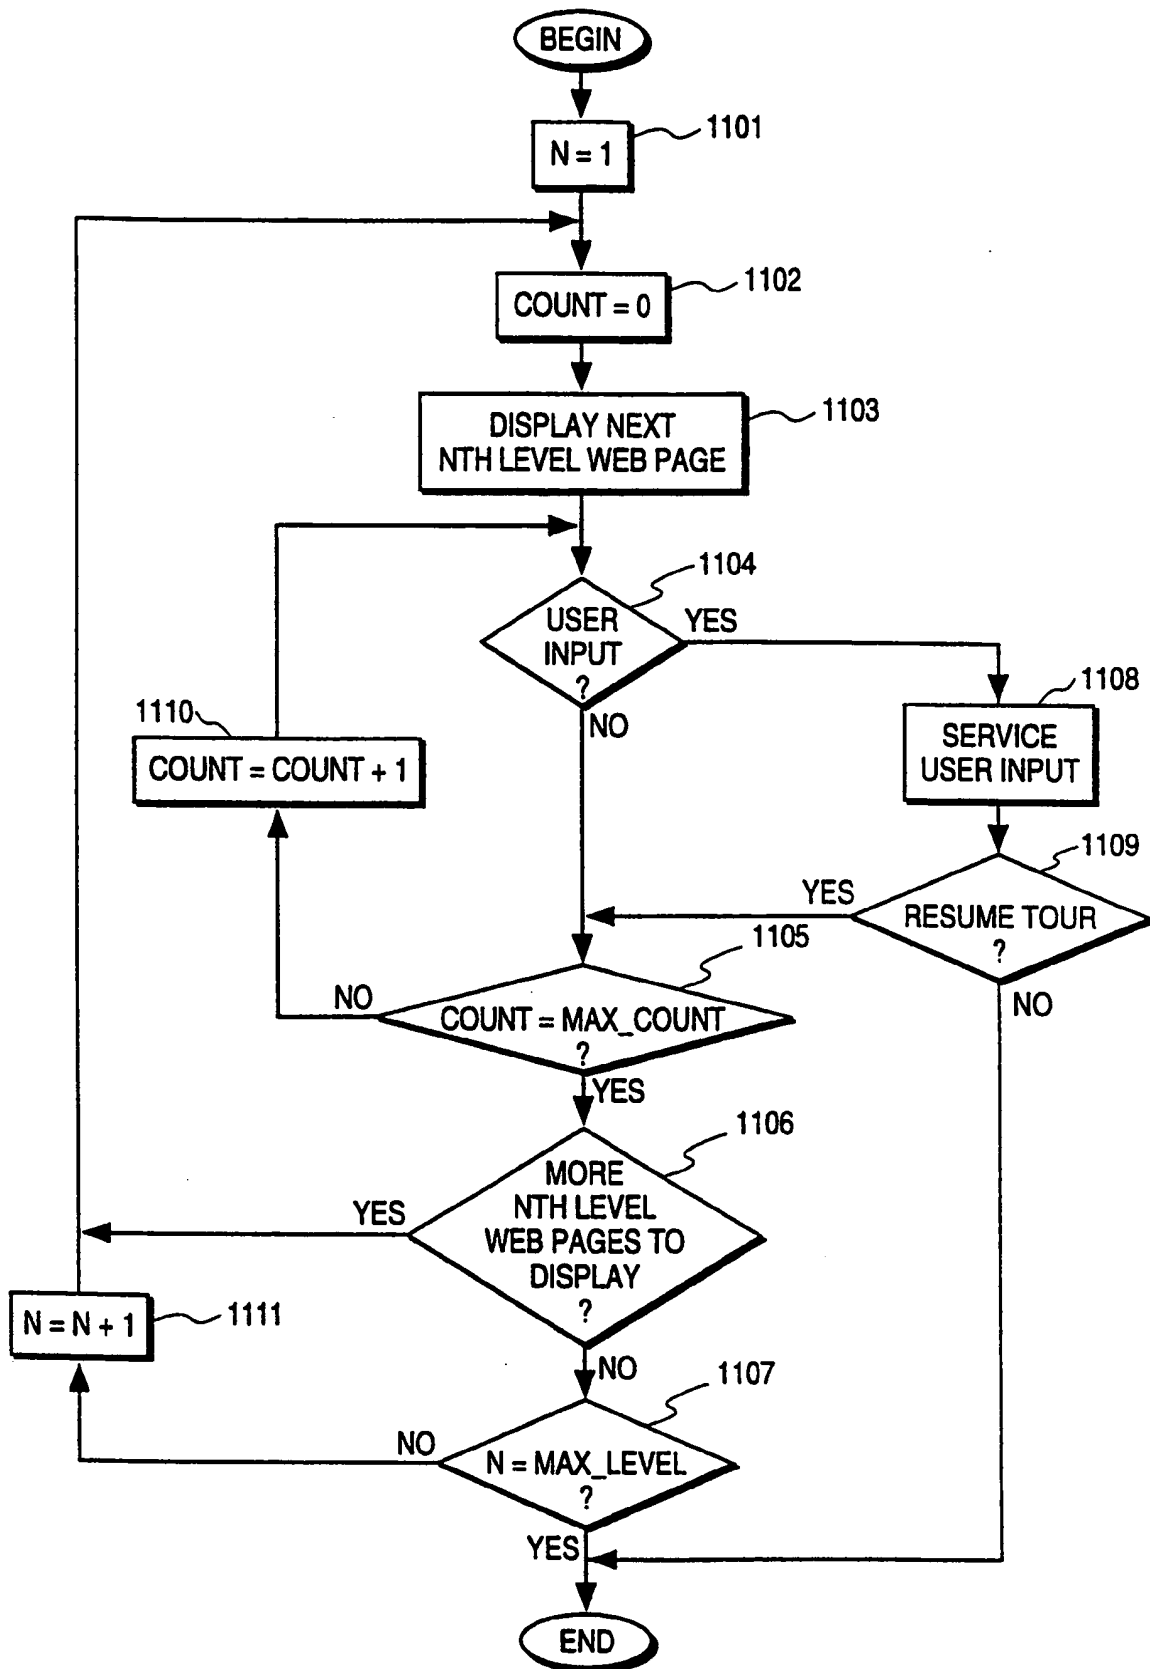 BEGIN
1101
N = 1
1102
COUNT = 0
1103
DISPLAY NEXT
NTH LEVEL WEB PAGE
1104
USER
INPUT
?
YES
NO
1108
SERVICE
USER INPUT
1110
COUNT = COUNT + 1
1109
RESUME TOUR
?
YES
NO
1105
COUNT = MAX_COUNT
?
NO
YES
1106
MORE
NTH LEVEL
WEB PAGES TO
DISPLAY
?
YES
NO
N = N + 1
1111
1107
N = MAX_LEVEL
?
NO
YES
END